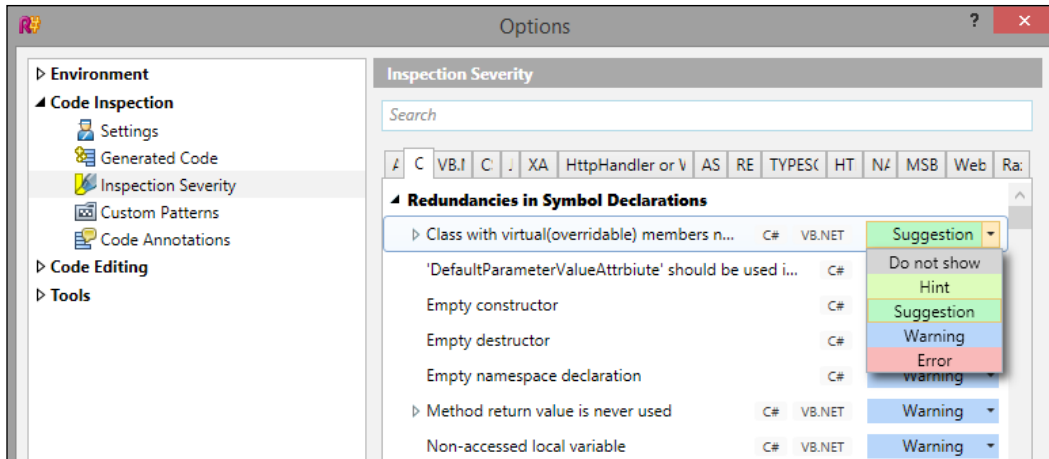 R#
Options
?
×
Environment
Code Inspection
Settings
Generated Code
Inspection Severity
Custom Patterns
Code Annotations
Code Editing
Tools
Inspection Severity
Search
C VB.N XA HttpHandler or AS RE TYPES HT MSB Web Ra:
Redundancies in Symbol Declarations
Class with virtual(overridable) members n... C# VB.NET Suggestion
'DefaultParameterValueAttrbiute' should be used i... C#
Empty constructor C#
Empty destructor C#
Empty namespace declaration C# Warning
Method return value is never used C# VB.NET Warning
Non-accessed local variable C# VB.NET Warning
Do not show
Hint
Suggestion
Warning
Error